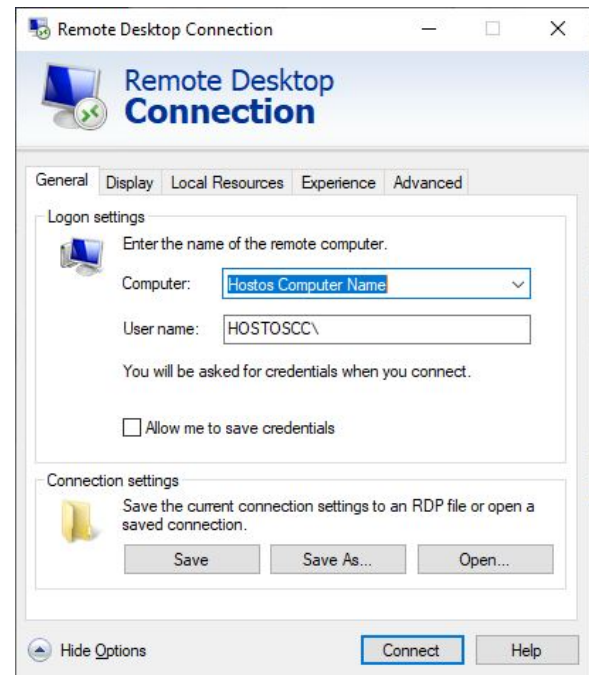 Remote Desktop Connection
Remote Desktop
Connection
General Display Local Resources Experience Advanced
Logon settings
Enter the name of the remote computer.
Computer: Hostos Computer Name
User name: HOSTOSCC\
You will be asked for credentials when you connect.
Allow me to save credentials
Connection settings
Save the current connection settings to an RDP file or open a
saved connection.
Save Save As... Open...
Hide Options Connect Help